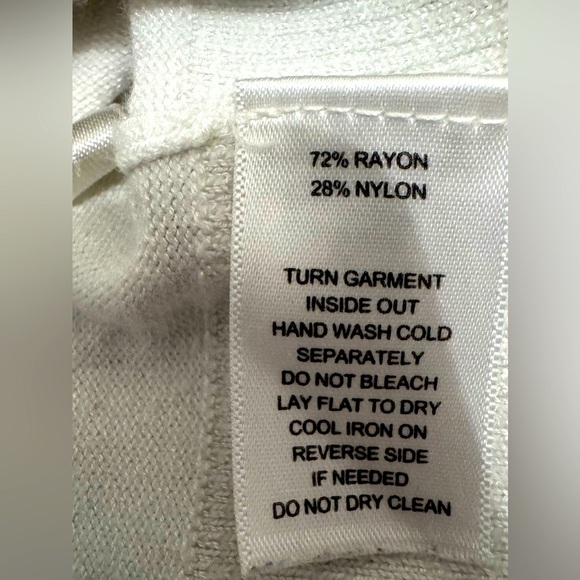 72% RAYON
28% NYLON
TURN GARMENT
INSIDE OUT
HAND WASH COLD
SEPARATELY
DO NOT BLEACH
LAY FLAT TO DRY
COOL IRON ON
REVERSE SIDE
IF NEEDED
DO NOT DRY CLEAN